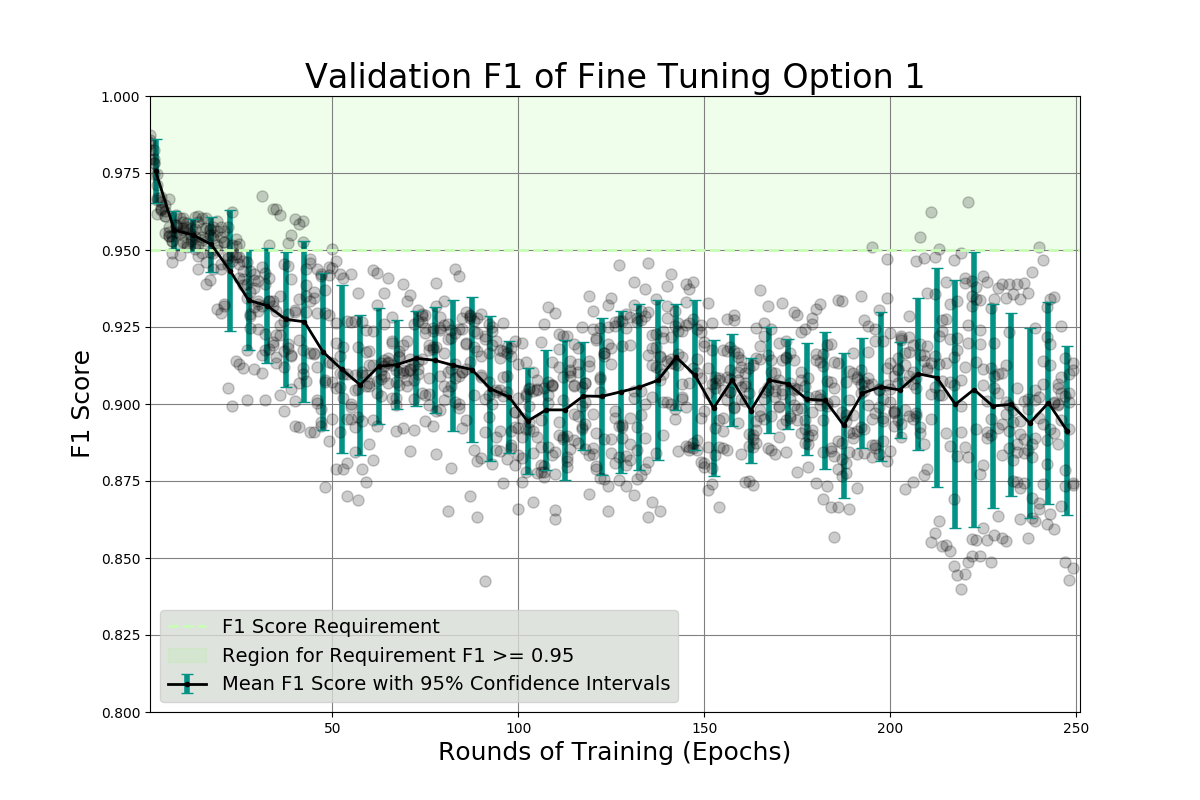 Validation F1 of Fine Tuning Option 1
1.000
0.975
0.950
0.925
0.900
0.875
0.850
0.825
0.800
F1 Score
F1 Score Requirement
Region for Requirement F1 >= 0.95
Mean F1 Score with 95% Confidence Intervals
50
100
150
200
250
Rounds of Training (Epochs)